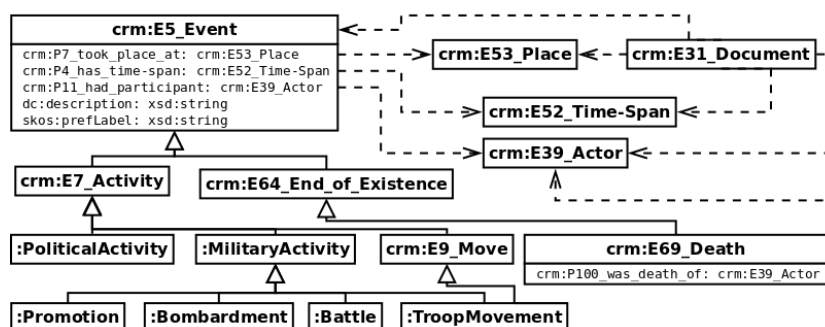 crm:E5_Event
crm:P7_took_place_at: crm:E53_Place
crm:P4_has_time-span: crm:E52_Time-Span
crm:P11_had_participant: crm:E39_Actor
dc:description: xsd:string
skos:prefLabel: xsd:string
crm:E53_Place
crm:E31_Document
crm:E52_Time-Span
crm:E39_Actor
crm:E7_Activity
crm:E64_End_of_Existence
:PoliticalActivity
:MilitaryActivity
crm:E9_Move
crm:E69_Death
crm:P100_was_death_of: crm:E39_Actor
:Promotion
:Bombardment
:Battle
:TroopMovement